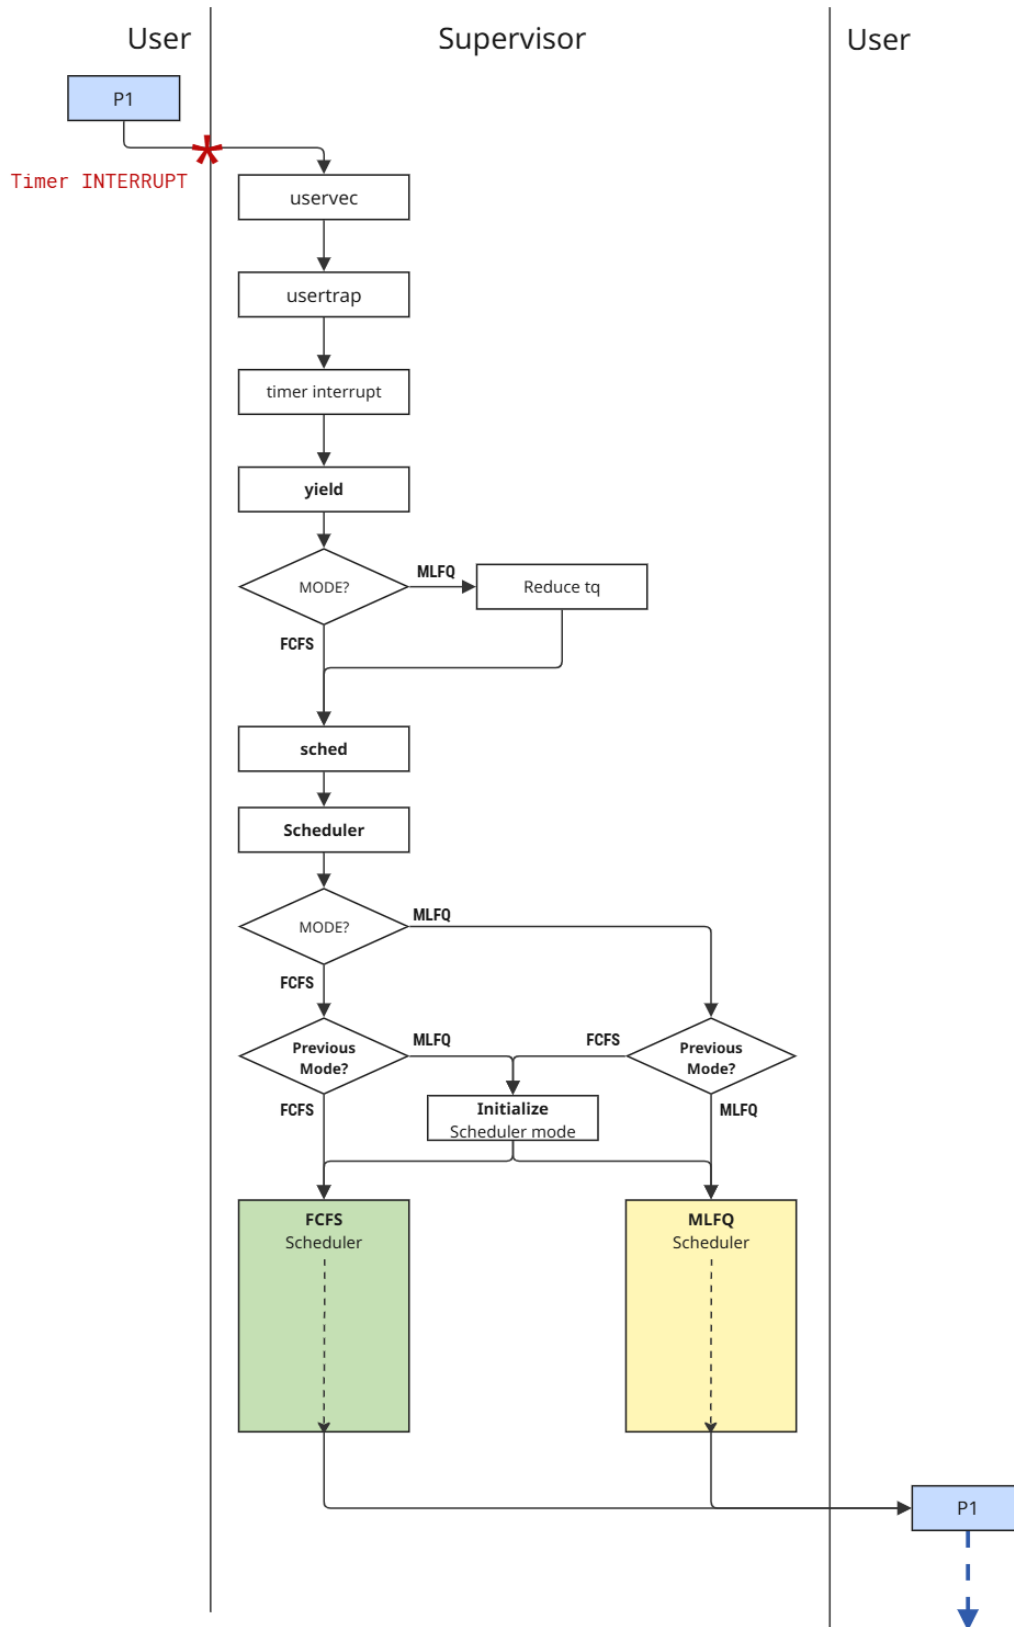 User
Supervisor
User
P1
Timer INTERRUPT
uservec
usertrap
timer interrupt
yield
MODE?
MLFQ
Reduce tq
FCFS
sched
Scheduler
MODE?
MLFQ
FCFS
Previous
Mode?
MLFQ
FCFS
Previous
Mode?
FCFS
Initialize
Scheduler mode
MLFQ
FCFS
Scheduler
MLFQ
Scheduler
P1